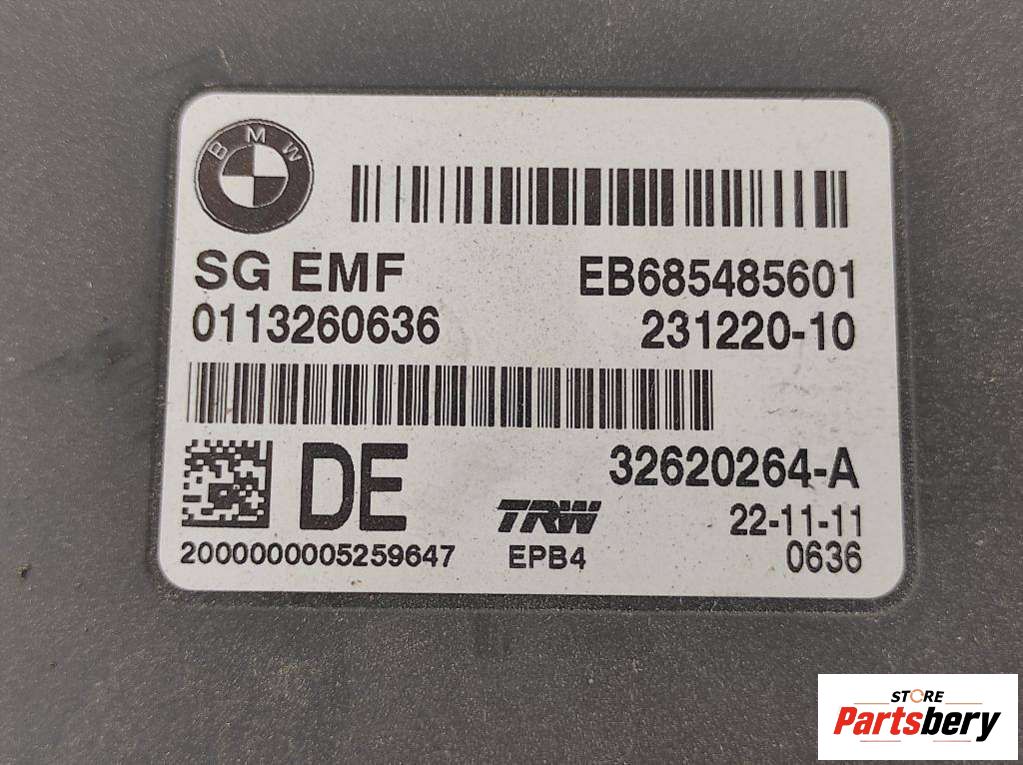 BMW
SG EMF
EB685485601
0113260636
231220-10
DE
32620264-A
TRW
22-11-11
2000000005259647
EPB4
0636
STORE
Partsbery